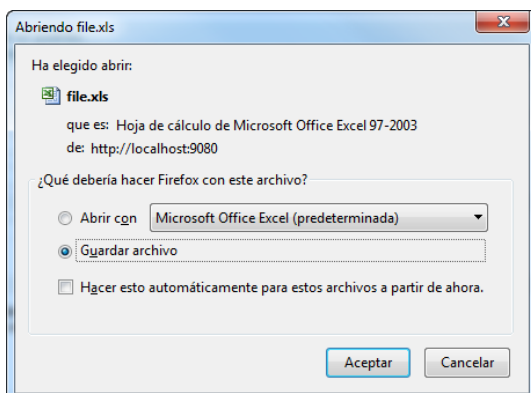 Abriendo file.xls
Ha elegido abrir:
file.xls
que es: Hoja de cálculo de Microsoft Office Excel 97-2003
de: http://localhost:9080
¿Qué debería hacer Firefox con este archivo?
Abrir con Microsoft Office Excel (predeterminada)
Guardar archivo
Hacer esto automáticamente para estos archivos a partir de ahora.
Aceptar Cancelar